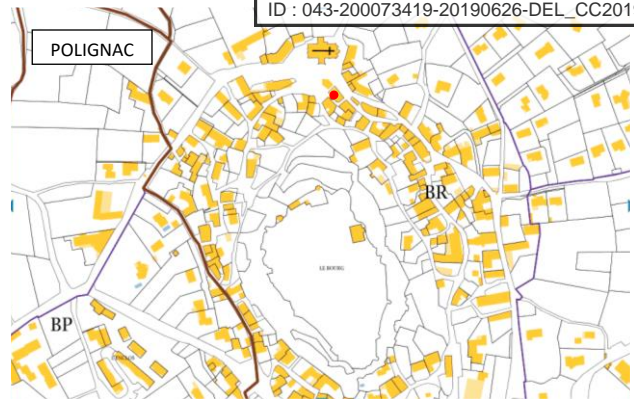 ID : 043-200073419-20190626-DEL_CC201
POLIGNAC
BR
LE BOURG
BP